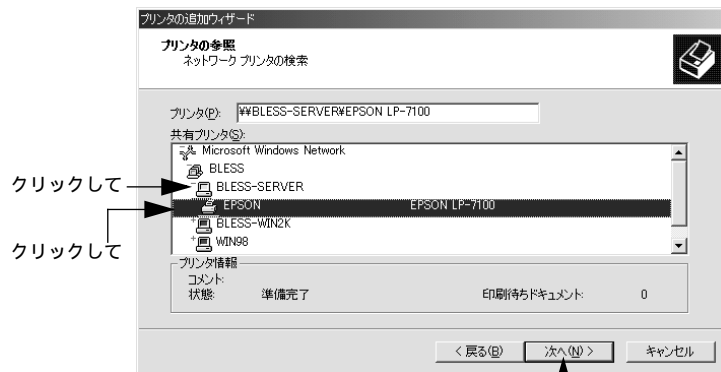 プリンタの追加ウィザード
プリンタの参照
ネットワーク プリンタの検索
プリンタ(P): ¥¥BLESS-SERVER¥EPSON LP-7100
共有プリンタ(S):
Microsoft Windows Network
BLESS
クリックして
BLESS-SERVER
EPSON EPSON LP-7100
クリックして
BLESS-WIN2K
WIN98
プリンタ情報
コメント:
状態: 準備完了 印刷待ちドキュメント: 0
< 戻る(B) 次へ(N) > キャンセル